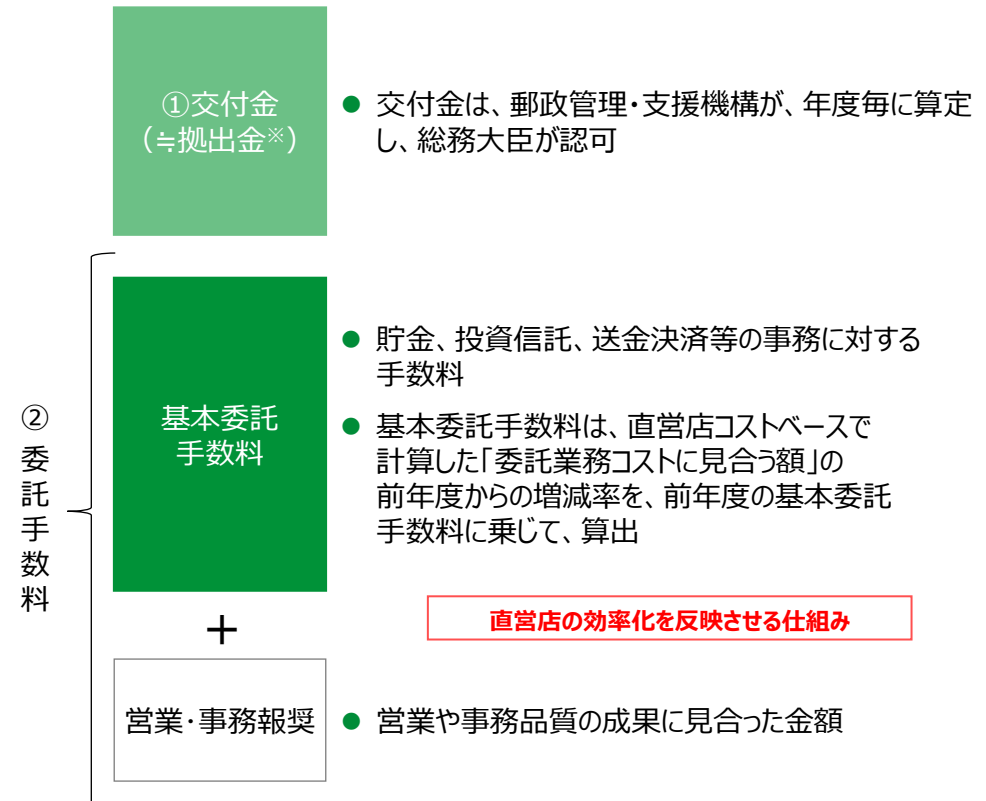 ①交付金
(≒拠出金※)
● 交付金は、郵政管理・支援機構が、年度毎に算定
し、総務大臣が認可
②委託手数料
基本委託
手数料
● 貯金、投資信託、送金決済等の事務に対する
手数料
● 基本委託手数料は、直営店コストベースで
計算した「委託業務コストに見合う額」の
前年度からの増減率を、前年度の基本委託
手数料に乗じて、算出
直営店の効率化を反映させる仕組み
＋
営業・事務報奨
● 営業や事務品質の成果に見合った金額